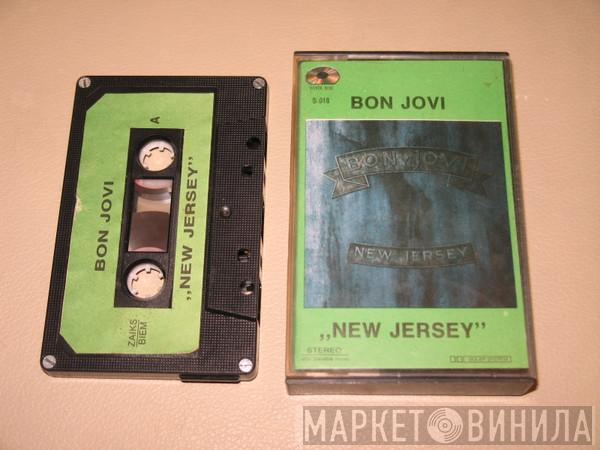 BON JOVI
„NEW JERSEY”
A
ZAIKS
BIEM
S 018
BON JOVI
BON JOVI
NEW JERSEY
„NEW JERSEY”
STEREO
МАРКЕТ ВИНИЛА